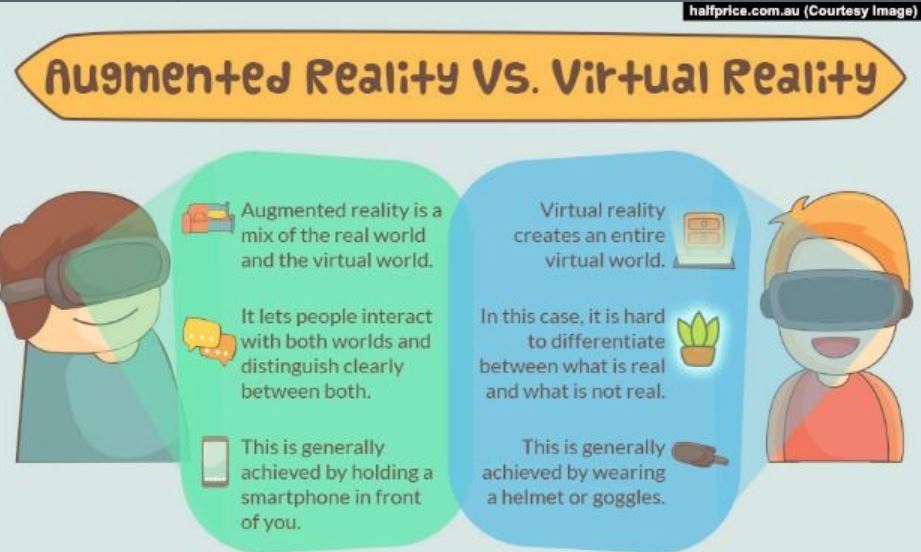 halfprice.com.au (Courtesy Image)
Augmented Reality Vs. Virtual Reality
Augmented reality is a
mix of the real world
and the virtual world.
It lets people interact
with both worlds and
distinguish clearly
between both.
This is generally
achieved by holding a
smartphone in front
of you.
Virtual reality
creates an entire
virtual world.
In this case, it is hard
to differentiate
between what is real
and what is not real.
This is generally
achieved by wearing
a helmet or goggles.